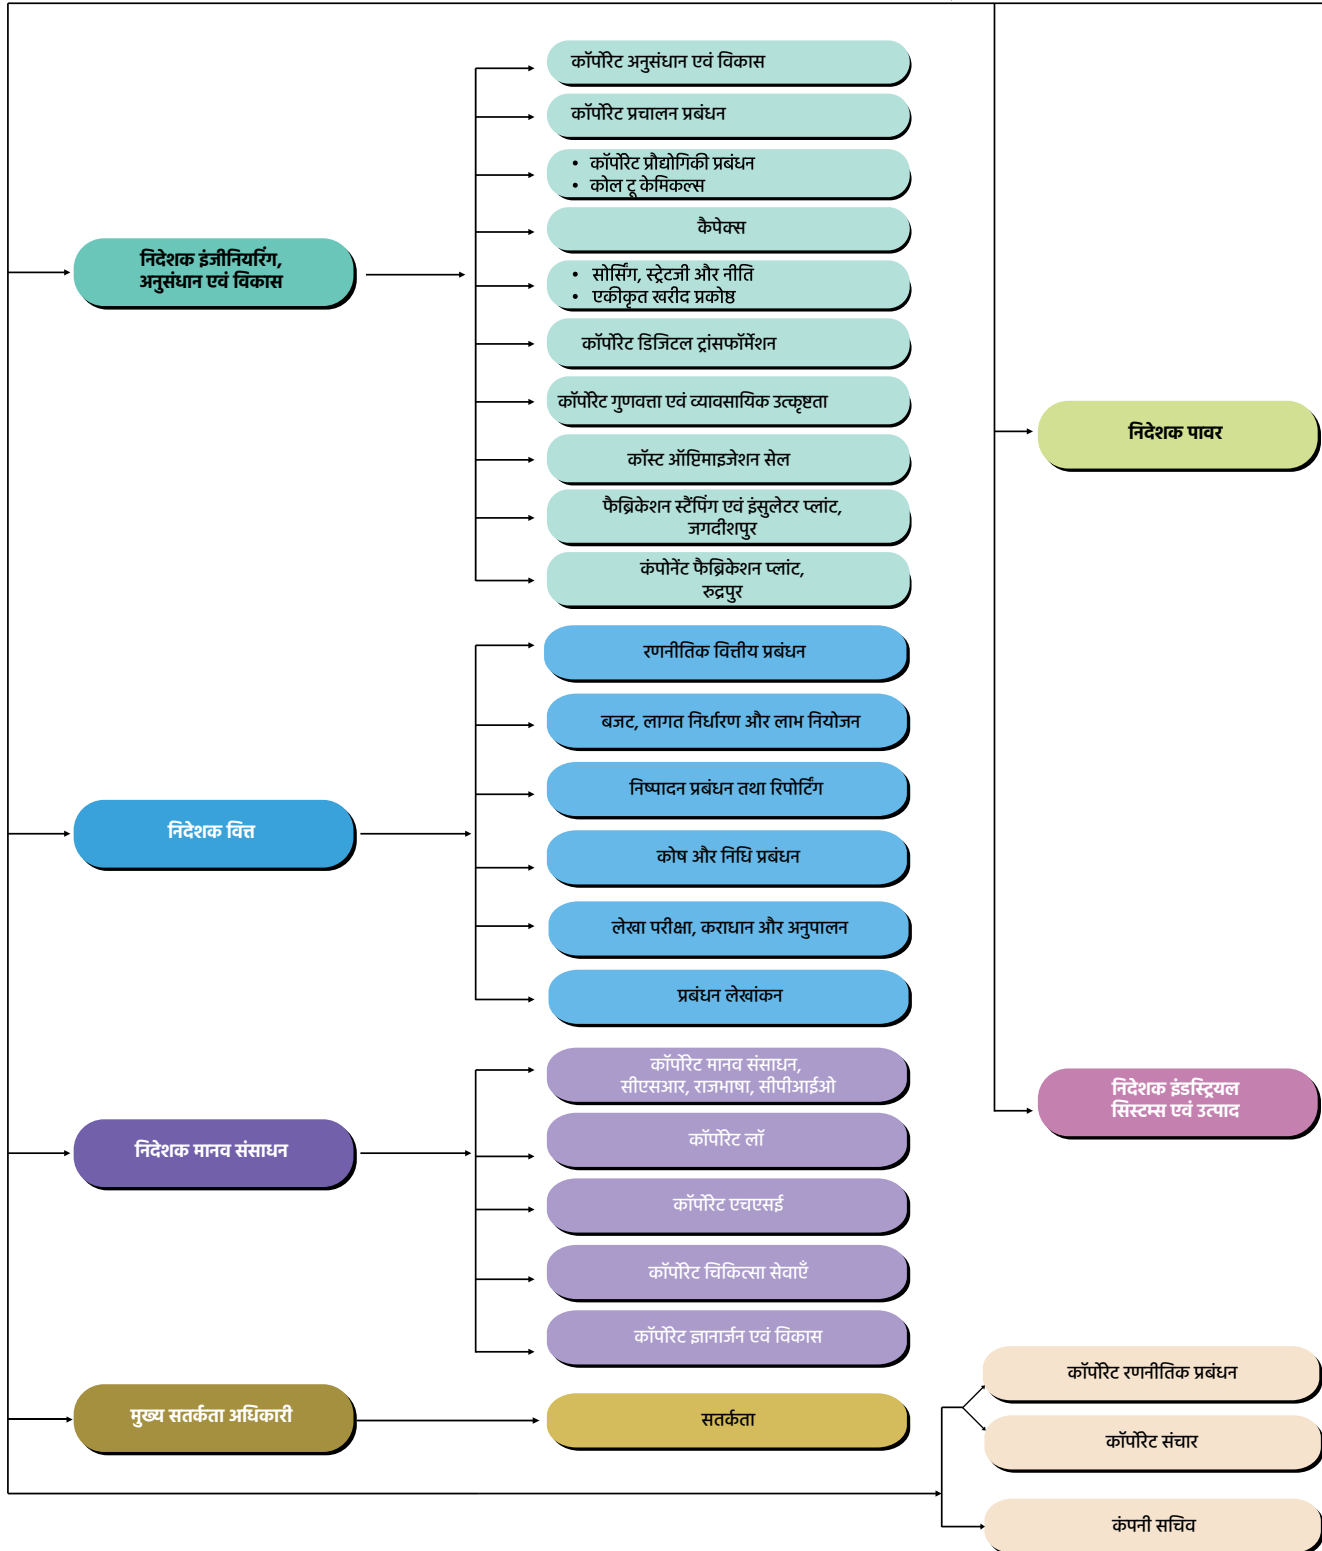 निदेशक इंजीनियरिंग,
अनुसंधान एवं विकास
कॉर्पोरेट अनुसंधान एवं विकास
कॉर्पोरेट प्रचालन प्रबंधन
• कॉर्पोरेट प्रौद्योगिकी प्रबंधन
• कोल टू केमिकल्स
कैपेक्स
• सोर्सिंग, स्ट्रेटजी और नीति
• एकीकृत खरीद प्रकोष्ठ
कॉर्पोरेट डिजिटल ट्रांसफॉर्मेशन
कॉर्पोरेट गुणवत्ता एवं व्यावसायिक उत्कृष्टता
कॉस्ट ऑप्टिमाइजेशन सेल
फैब्रिकेशन स्टैंपिंग एवं इंसुलेटर प्लांट,
जगदीशपुर
कंपोनेंट फैब्रिकेशन प्लांट,
रुद्रपुर
निदेशक वित्त
रणनीतिक वित्तीय प्रबंधन
बजट, लागत निर्धारण और लाभ नियोजन
निष्पादन प्रबंधन तथा रिपोर्टिंग
कोष और निधि प्रबंधन
लेखा परीक्षा, कराधान और अनुपालन
प्रबंधन लेखांकन
निदेशक मानव संसाधन
कॉर्पोरेट मानव संसाधन,
सीएसआर, राजभाषा, सीपीआईओ
कॉर्पोरेट लॉ
कॉर्पोरेट एचएसई
कॉर्पोरेट चिकित्सा सेवाएँ
कॉर्पोरेट ज्ञानार्जन एवं विकास
मुख्य सतर्कता अधिकारी
सतर्कता
निदेशक पावर
निदेशक इंडस्ट्रियल
सिस्टम्स एवं उत्पाद
कॉर्पोरेट रणनीतिक प्रबंधन
कॉर्पोरेट संचार
कंपनी सचिव